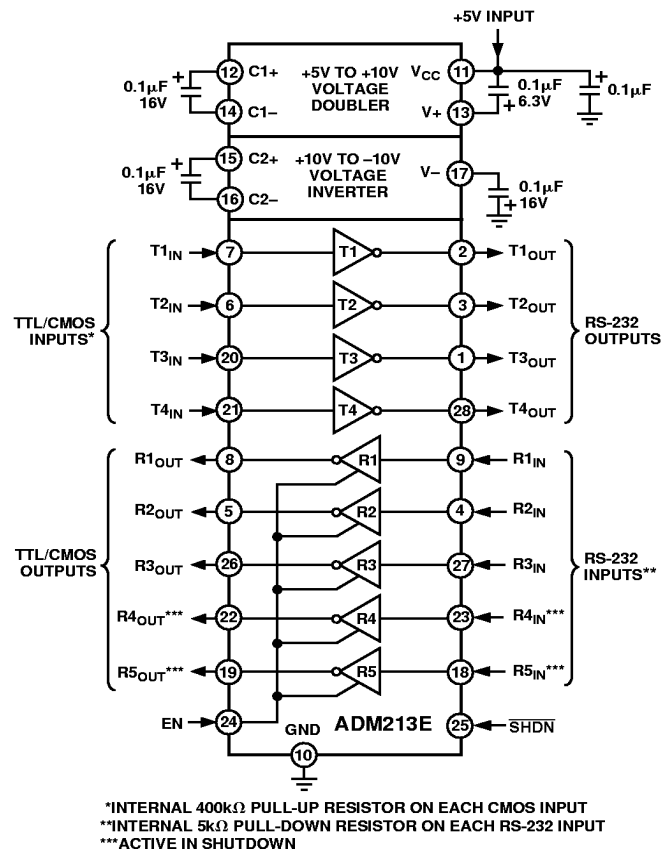 +5V INPUT
12 C1+ +5V TO +10V VCC 11
0.1μF 16V VOLTAGE 0.1μF 6.3V 0.1μF
14 C1– DOUBLER V+ 13
15 C2+ +10V TO –10V
0.1μF 16V VOLTAGE V– 17 0.1μF 16V
16 C2– INVERTER
T1IN 7 T1 2 T1OUT
T2IN 6 T2 3 T2OUT
TTL/CMOS INPUTS* RS-232 OUTPUTS
T3IN 20 T3 1 T3OUT
T4IN 21 T4 28 T4OUT
R1OUT 8 R1 9 R1IN
R2OUT 5 R2 4 R2IN
TTL/CMOS OUTPUTS RS-232 INPUTS**
R3OUT 26 R3 27 R3IN
R4OUT*** 22 R4 23 R4IN***
R5OUT*** 19 R5 18 R5IN***
EN 24 GND ADM213E 25 SHDN
10
*INTERNAL 400kΩ PULL-UP RESISTOR ON EACH CMOS INPUT
**INTERNAL 5kΩ PULL-DOWN RESISTOR ON EACH RS-232 INPUT
***ACTIVE IN SHUTDOWN